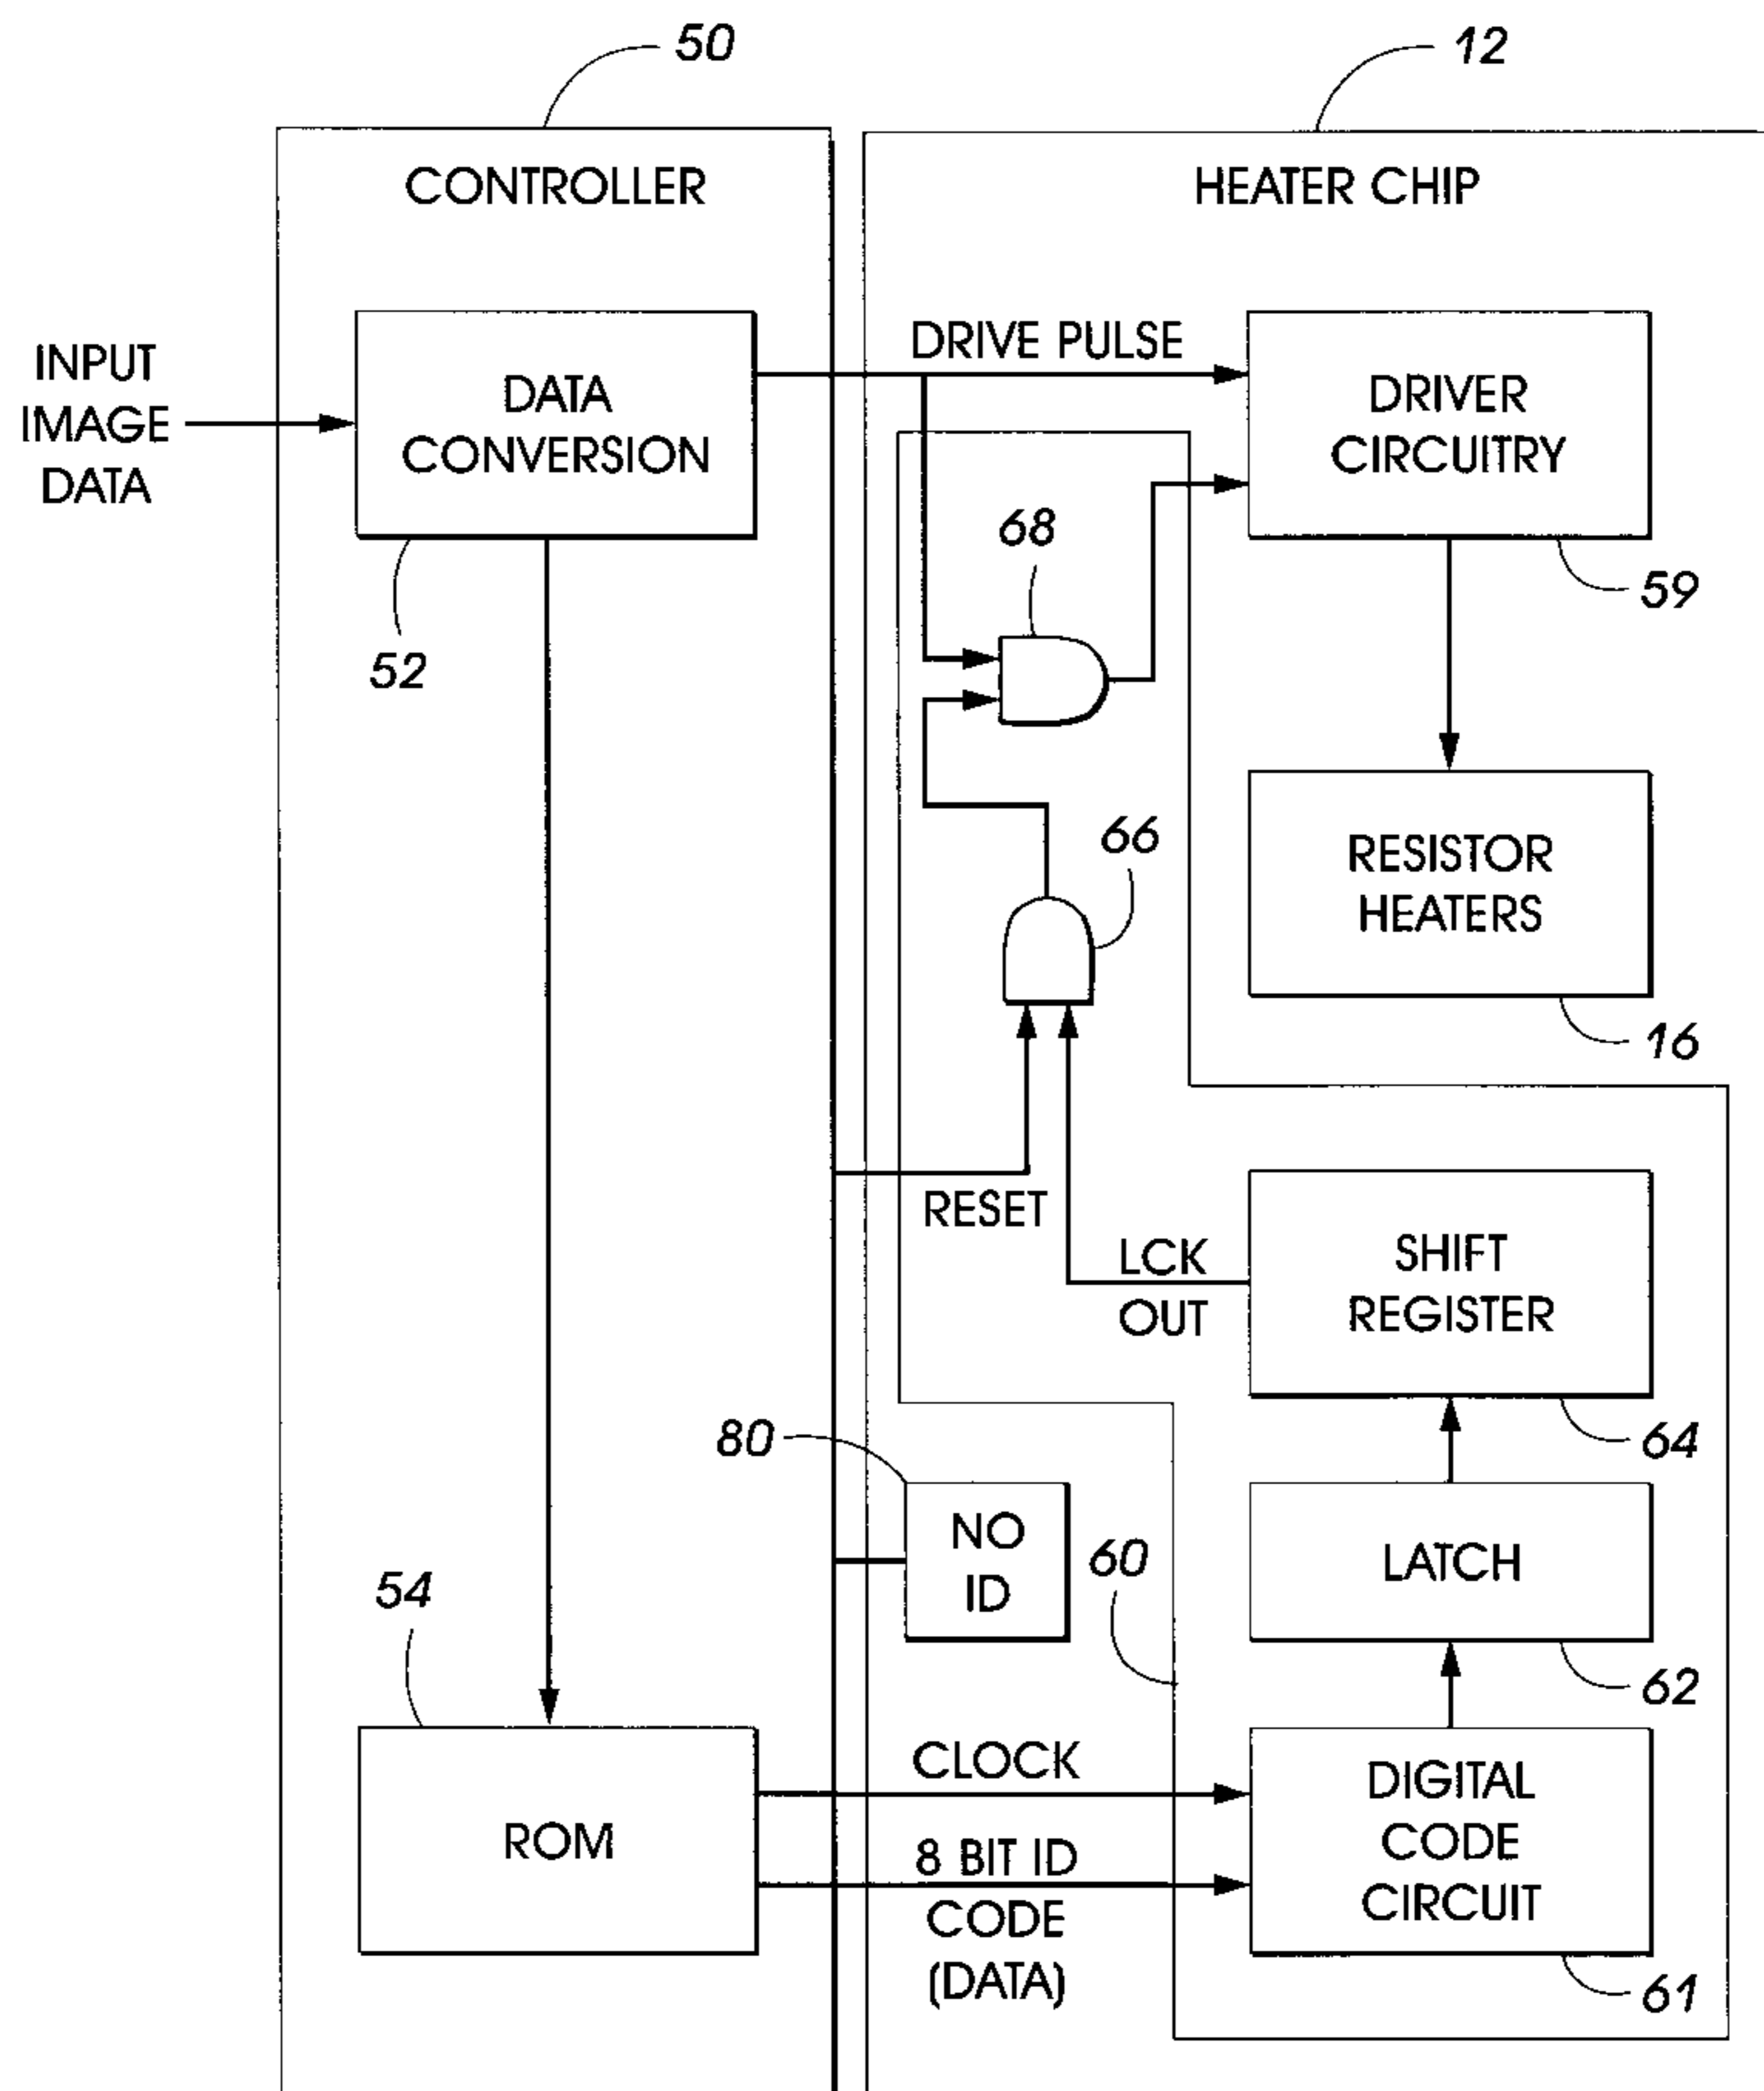 50
12
CONTROLLER
HEATER CHIP
INPUT
IMAGE
DATA
DATA
CONVERSION
DRIVE PULSE
DRIVER
CIRCUITRY
52
68
59
66
RESISTOR
HEATERS
16
RESET
LCK
OUT
SHIFT
REGISTER
64
80
NO
ID
60
LATCH
62
54
ROM
CLOCK
8 BIT ID
CODE
(DATA)
DIGITAL
CODE
CIRCUIT
61